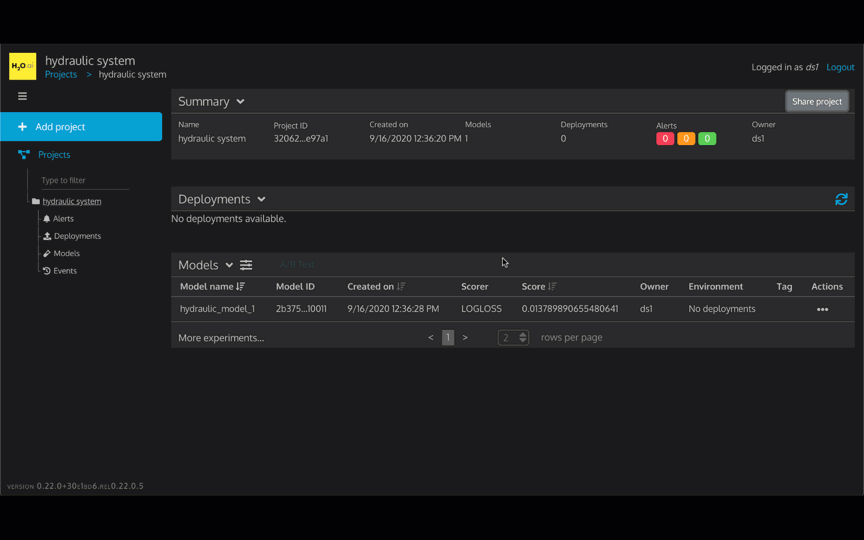 H2O.ai
hydraulic system
Projects > hydraulic system
Logged in as ds1 Logout
+ Add project
Projects
Type to filter
hydraulic system
Alerts
Deployments
Models
Events
Summary
Share project
Name Project ID Created on Models Deployments Alerts Owner
hydraulic system 32062...e97a1 9/16/2020 12:36:20 PM 1 0 0 0 0 ds1
Deployments
No deployments available.
Models A/B Test
Model name Model ID Created on Scorer Score Owner Environment Tag Actions
hydraulic_model_1 2b375...10011 9/16/2020 12:36:28 PM LOGLOSS 0.013789890655480641 ds1 No deployments ...
More experiments... < 1 > 2 rows per page
VERSION 0.22.0+30E1BD6.REL0.22.0.5